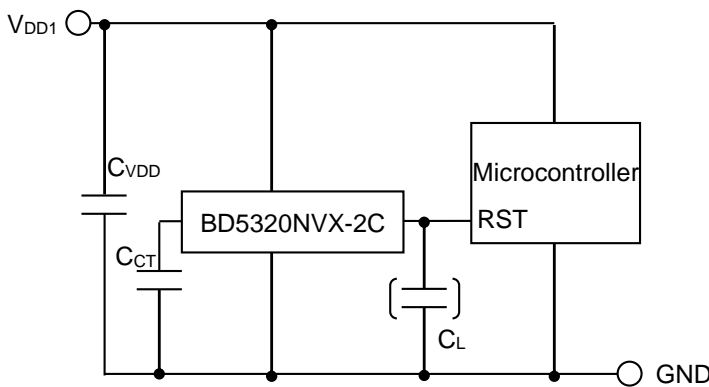 VDD1
CVDD
Microcontroller
BD5320NVX-2C
RST
CCT
CL
GND